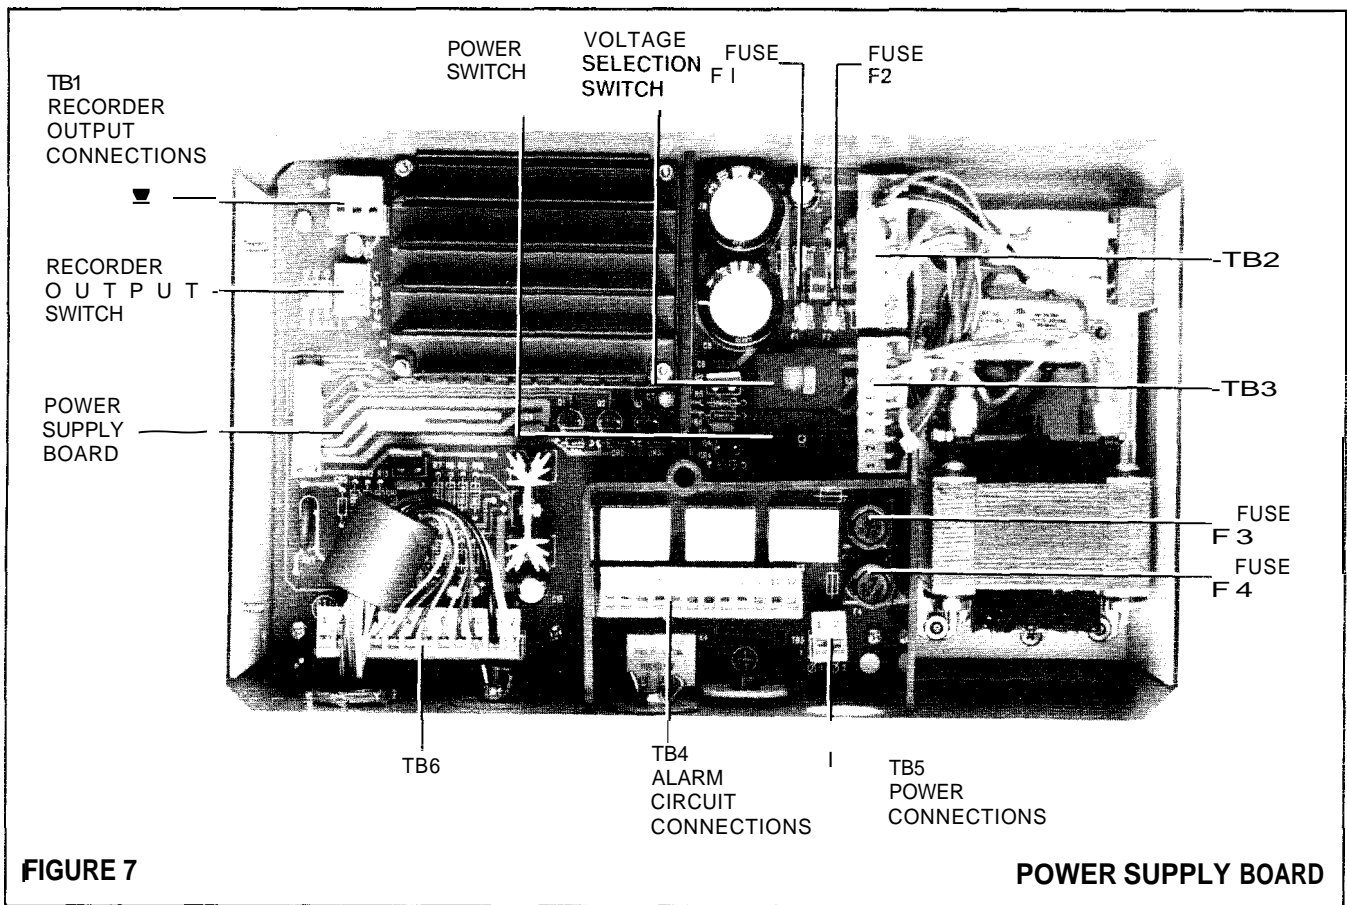 TB1
RECORDER
OUTPUT
CONNECTIONS
POWER
SWITCH
VOLTAGE
SELECTION
SWITCH
FUSE
F1
FUSE
F2
RECORDER
OUTPUT
SWITCH
POWER
SUPPLY
BOARD
TB2
TB3
FUSE
F3
FUSE
F4
TB6
TB4
ALARM
CIRCUIT
CONNECTIONS
TB5
POWER
CONNECTIONS
FIGURE 7
POWER SUPPLY BOARD